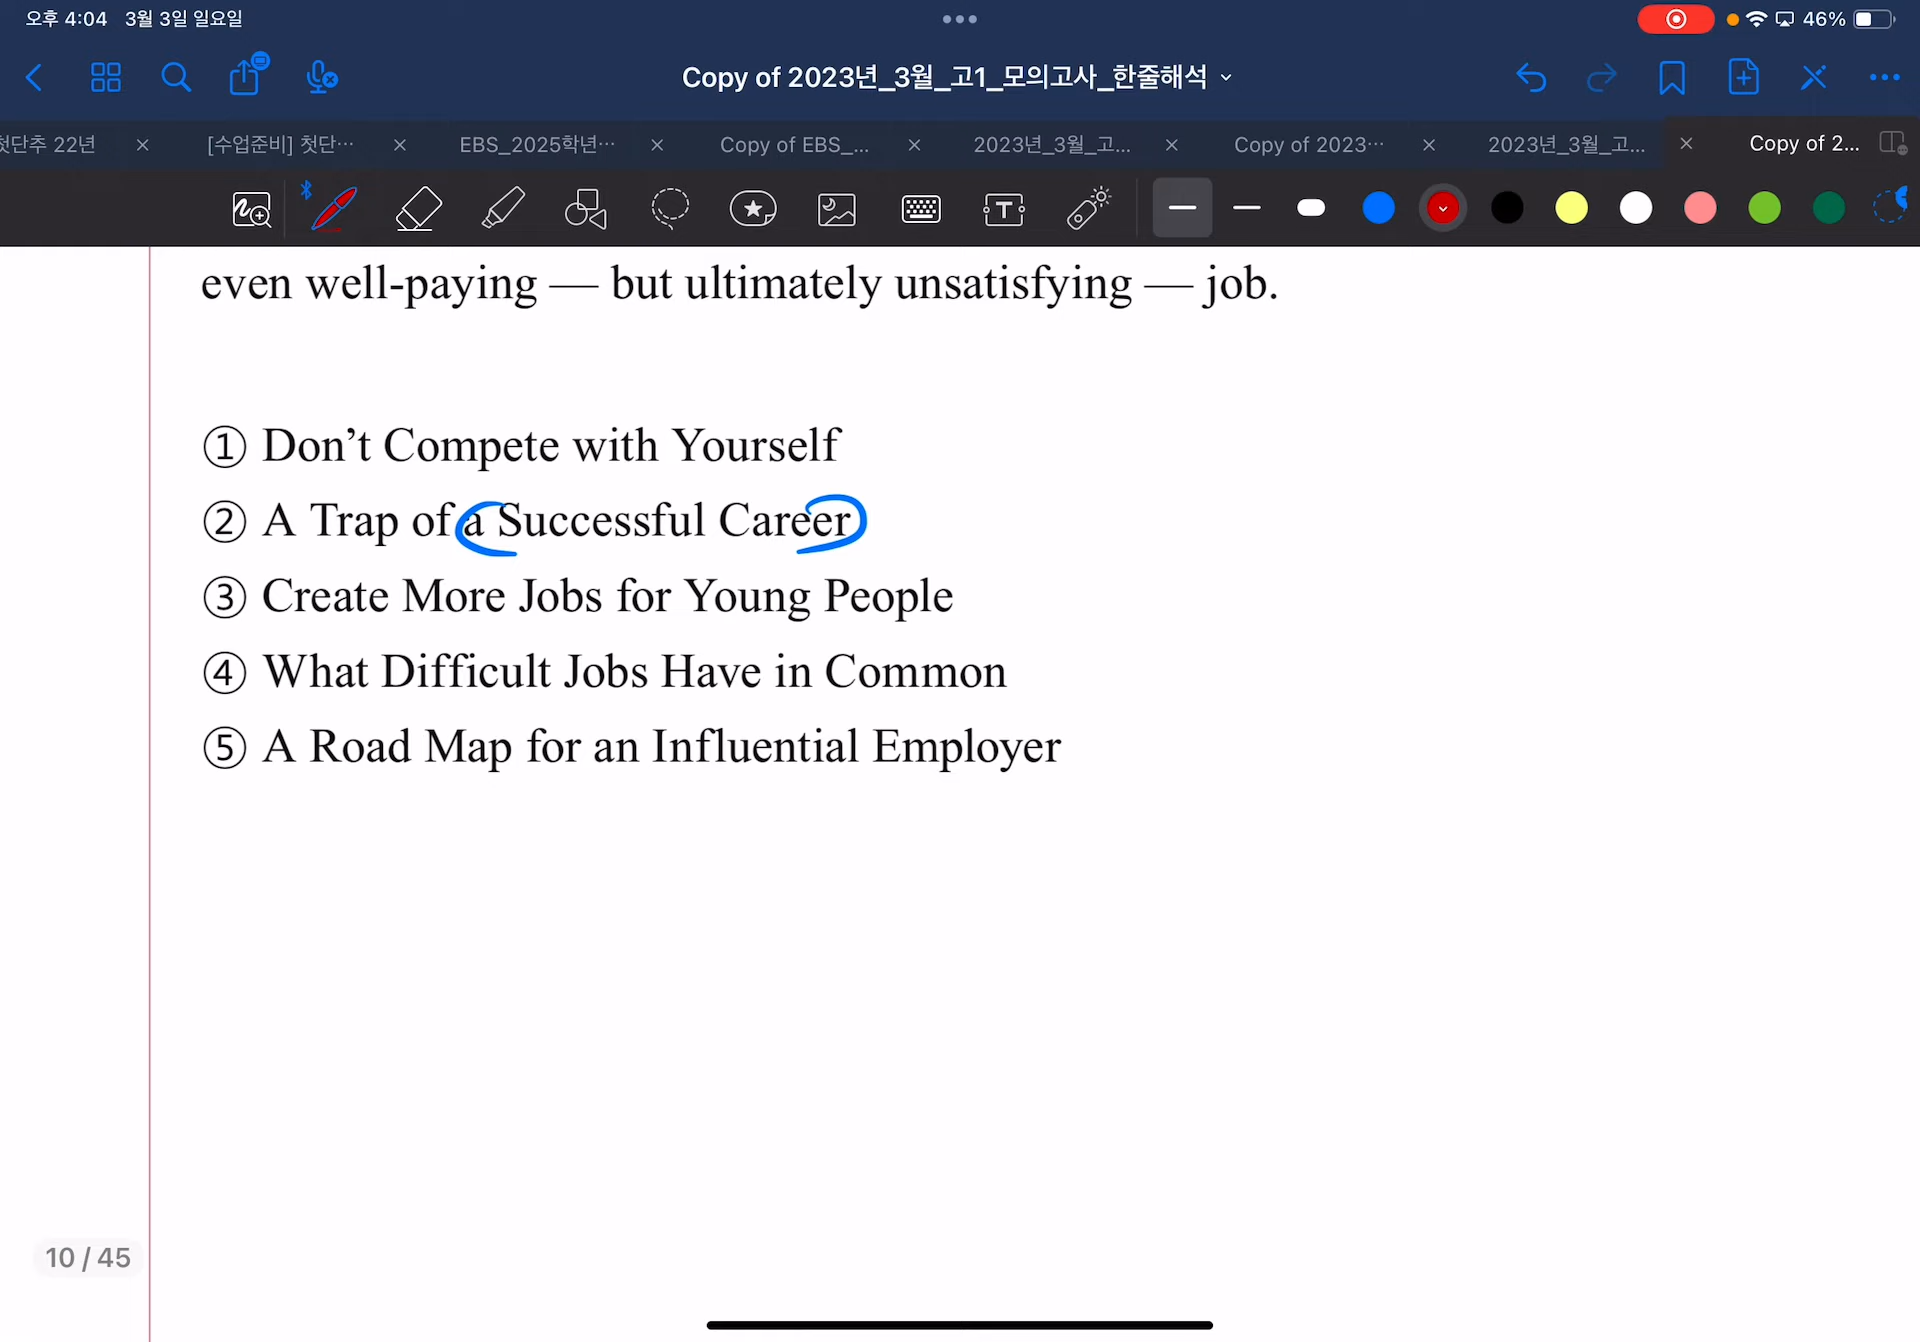 오후 4:04 3월 3일 일요일
46%
Copy of 2023년_3월_고1_모의고사_한줄해석
첫단추 22년
[수업준비] 첫단…
EBS_2025학년…
Copy of EBS_...
2023년_3월_고...
Copy of 2023…
2023년_3월_고...
Copy of 2...
even well-paying — but ultimately unsatisfying — job.
① Don’t Compete with Yourself
② A Trap of a Successful Career
③ Create More Jobs for Young People
④ What Difficult Jobs Have in Common
⑤ A Road Map for an Influential Employer
10 / 45